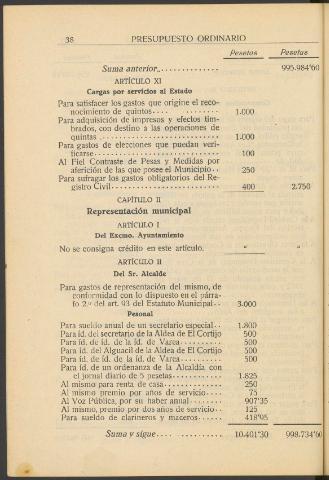 38 PRESUPUESTO ORDINARIO
Pesetas Pesetas
Suma anterior. .............. 995.984'60
ARTÍCULO XI
Cargas por servicios al Estado
Para satisfacer los gastos que origine el reco-
nocimiento de quintos .............. 1.000
Para adquisición de impresos y efectos tim-
brados, con destino a las operaciones de
quintas .............. 1.000
Para gastos de elecciones que puedan veri-
ficarse .............. 100
Al Fiel Contraste de Pesas y Medidas por
aferición de las que posee el Municipio .. 250
Para sufragar los gastos obligatorios del Re-
gistro Civil .............. 400 2.750
CAPÍTULO II
Representación municipal
ARTÍCULO I
Del Excmo. Ayuntamiento
No se consigna crédito en este artículo. " "
ARTÍCULO II
Del Sr. Alcalde
Para gastos de representación del mismo, de
conformidad con lo dispuesto en el párra-
fo 2.º del art. 93 del Estatuto Municipal .. 3.000
Pesonal
Para sueldo anual de un secretario especial .. 1.800
Para id. del secretario de la Aldea de El Cortijo 500
Para íd. de íd. de la íd. de Varea .......... 500
Para íd. del Alguacil de la Aldea de El Cortijo 500
Para íd. de íd. de la íd. de Varea .......... 500
Para íd. de un ordenanza de la Alcaldía con
el jornal diario de 5 pesetas .......... 1.825
Al mismo para renta de casa .......... 250
Al mismo premio por años de servicio .... 75
Al Voz Pública, por su haber anual ........ 907'35
Al mismo, premio por dos años de servicio .. 125
Para sueldo de clarineros y maceros ...... 418'95
Suma y sigue .............. 10.401'30 998.734'60